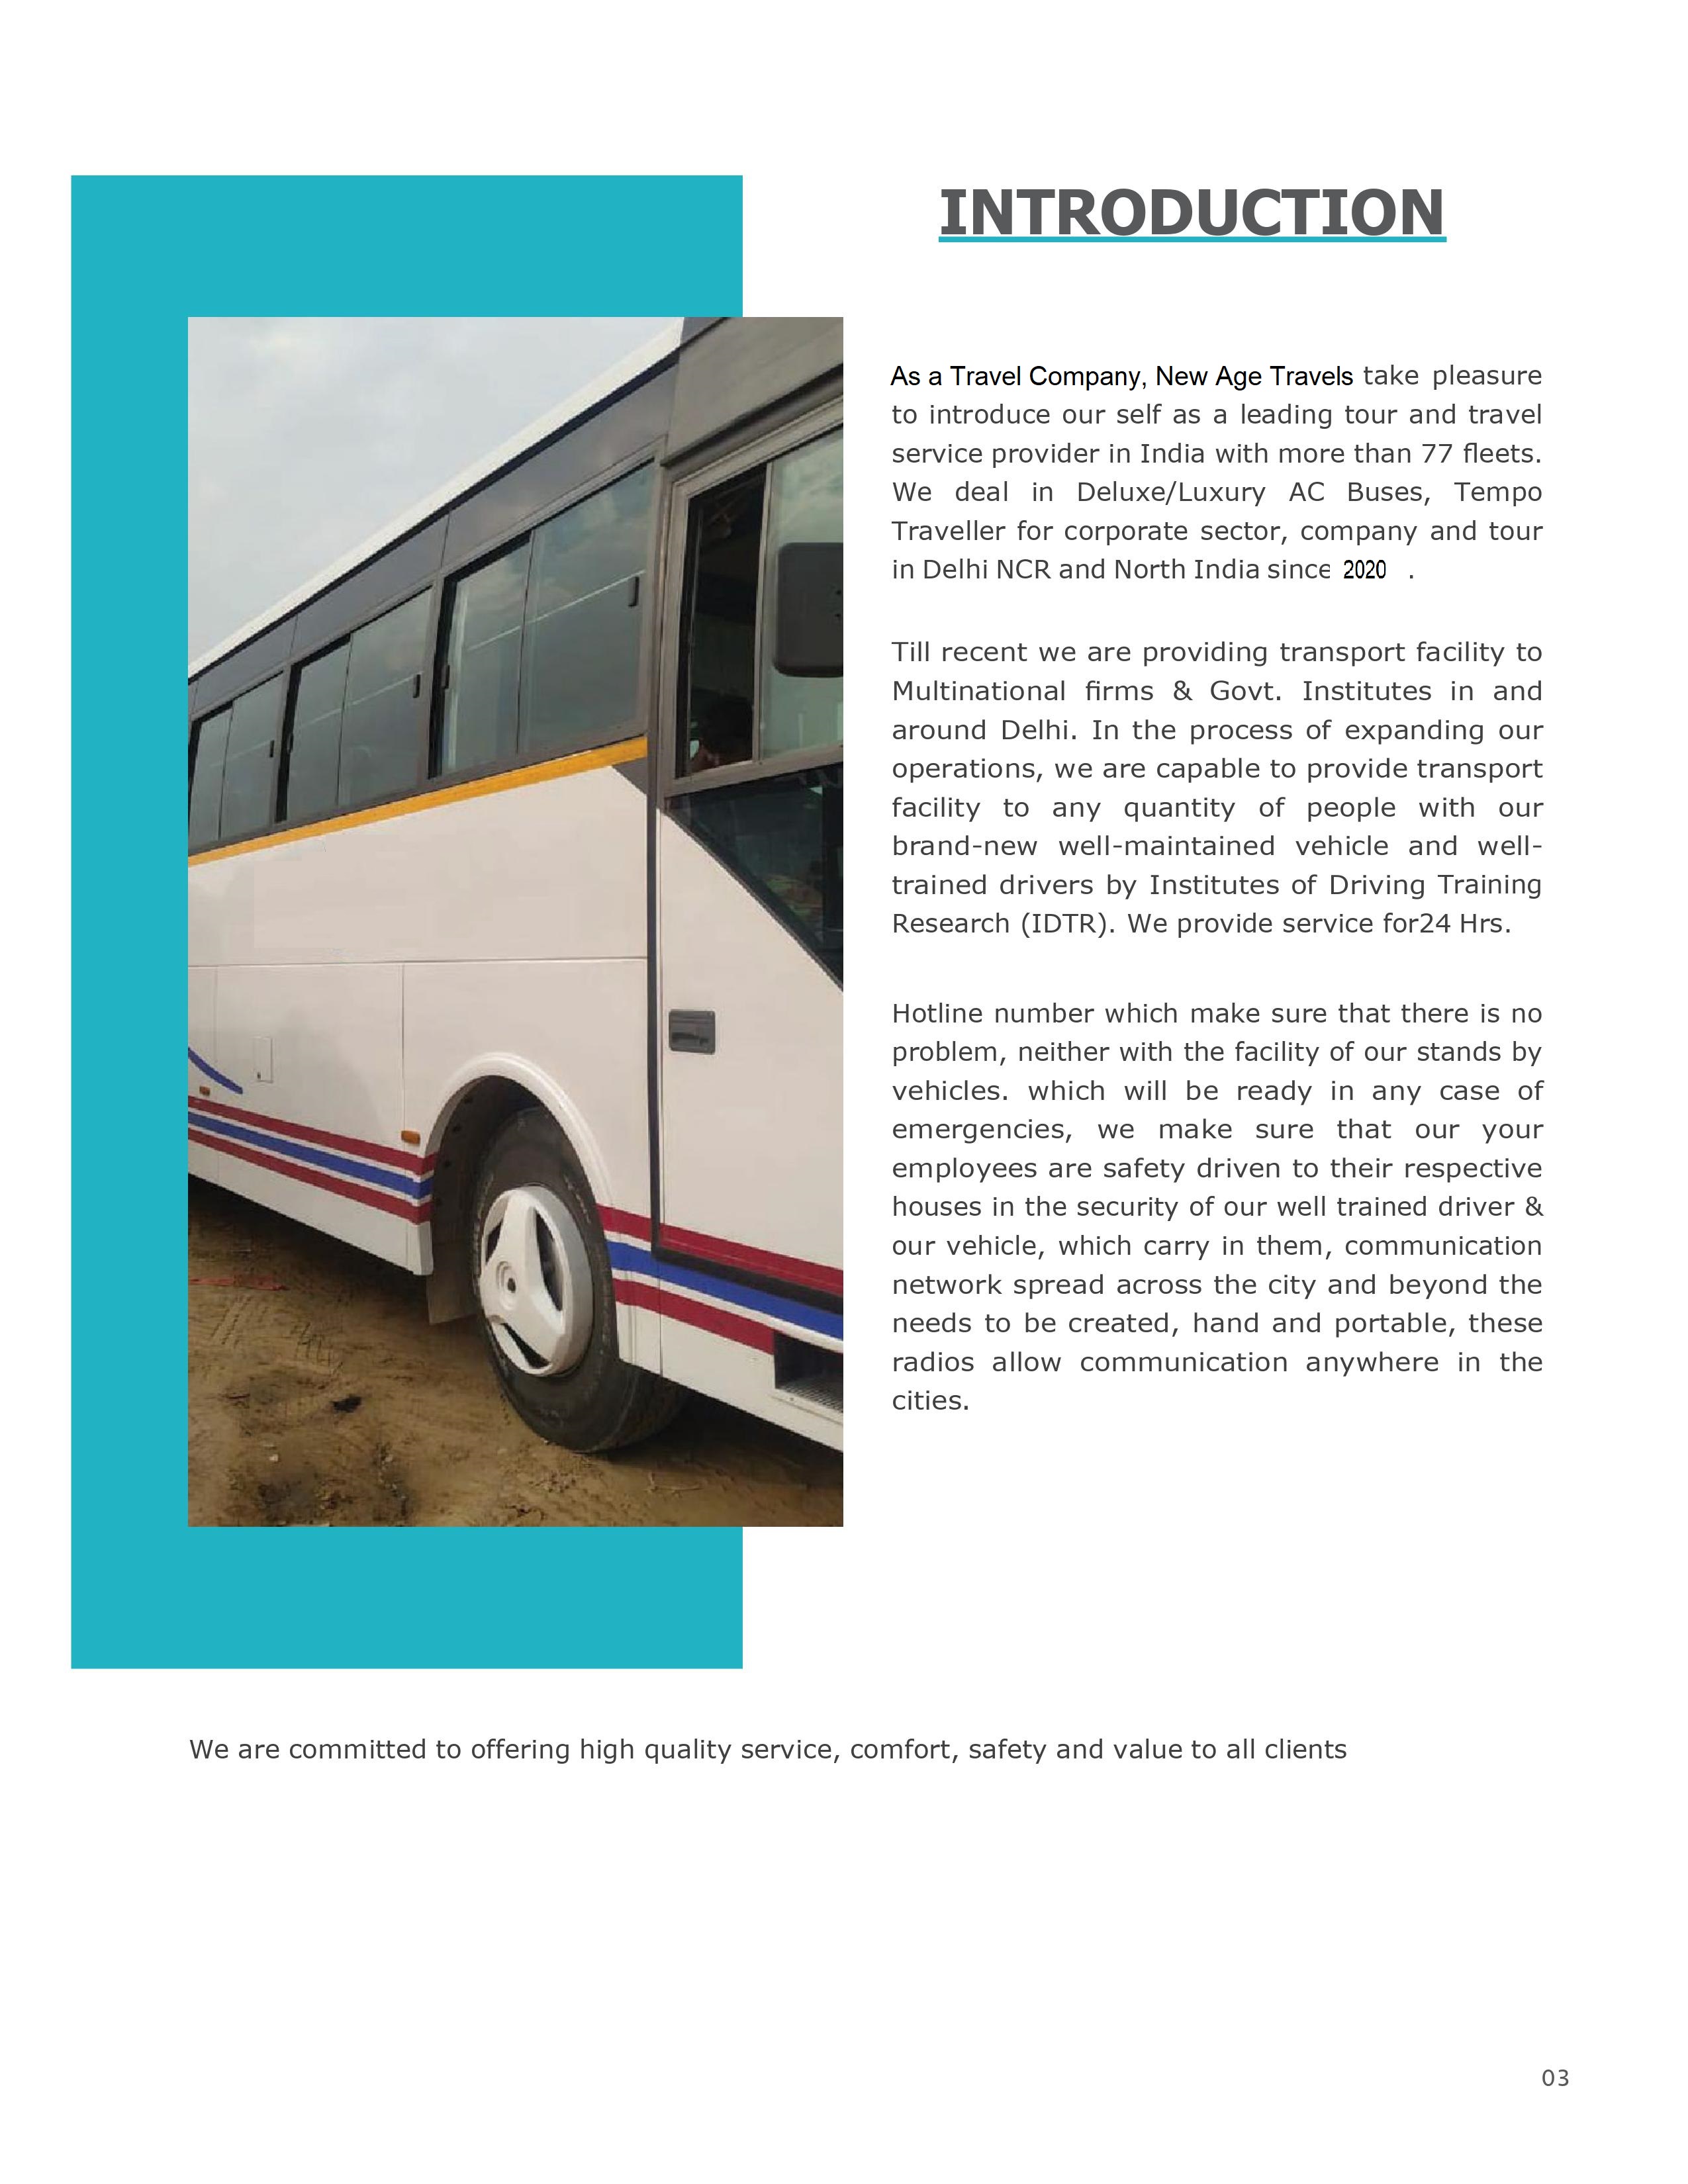 INTRODUCTION
As a Travel Company, New Age Travels take pleasure
to introduce our self as a leading tour and travel
service provider in India with more than 77 fleets.
We deal in Deluxe/Luxury AC Buses, Tempo
Traveller for corporate sector, company and tour
in Delhi NCR and North India since 2020 .
Till recent we are providing transport facility to
Multinational firms & Govt. Institutes in and
around Delhi. In the process of expanding our
operations, we are capable to provide transport
facility to any quantity of people with our
brand-new well-maintained vehicle and well-
trained drivers by Institutes of Driving Training
Research (IDTR). We provide service for24 Hrs.
Hotline number which make sure that there is no
problem, neither with the facility of our stands by
vehicles. which will be ready in any case of
emergencies, we make sure that our your
employees are safety driven to their respective
houses in the security of our well trained driver &
our vehicle, which carry in them, communication
network spread across the city and beyond the
needs to be created, hand and portable, these
radios allow communication anywhere in the
cities.
We are committed to offering high quality service, comfort, safety and value to all clients
03